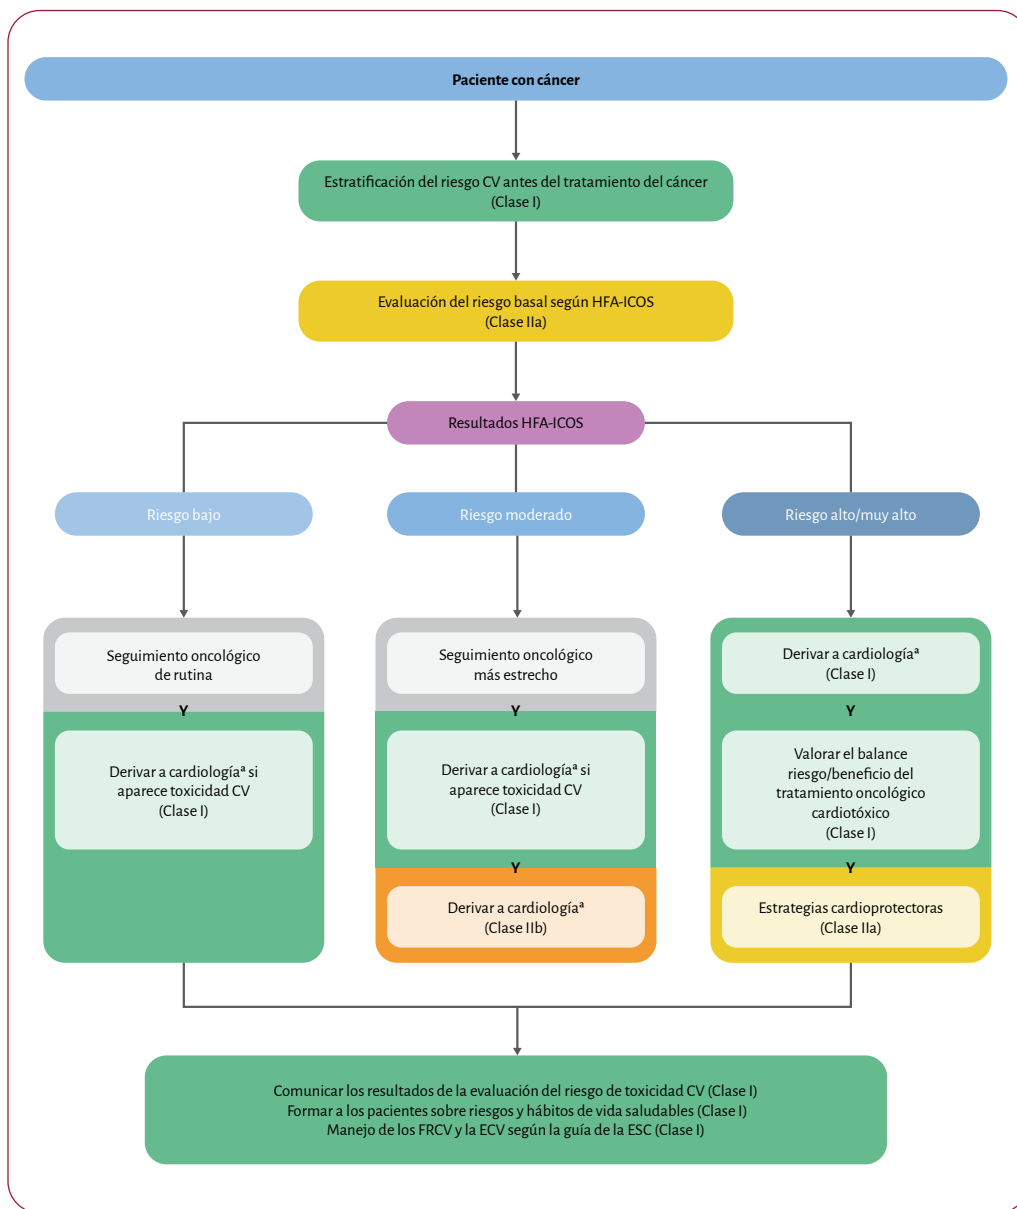 Paciente con cáncer
Estratificación del riesgo CV antes del tratamiento del cáncer
(Clase I)
Evaluación del riesgo basal según HFA-ICOS
(Clase IIa)
Resultados HFA-ICOS
Riesgo bajo
Riesgo moderado
Riesgo alto/muy alto
Seguimiento oncológico
de rutina
Y
Derivar a cardiologíaª si
aparece toxicidad CV
(Clase I)
Seguimiento oncológico
más estrecho
Y
Derivar a cardiologíaª si
aparece toxicidad CV
(Clase I)
Y
Derivar a cardiologíaª
(Clase IIb)
Derivar a cardiologíaª
(Clase I)
Y
Valorar el balance
riesgo/beneficio del
tratamiento oncológico
cardiotóxico
(Clase I)
Y
Estrategias cardioprotectoras
(Clase IIa)
Comunicar los resultados de la evaluación del riesgo de toxicidad CV (Clase I)
Formar a los pacientes sobre riesgos y hábitos de vida saludables (Clase I)
Manejo de los FRCV y la ECV según la guía de la ESC (Clase I)